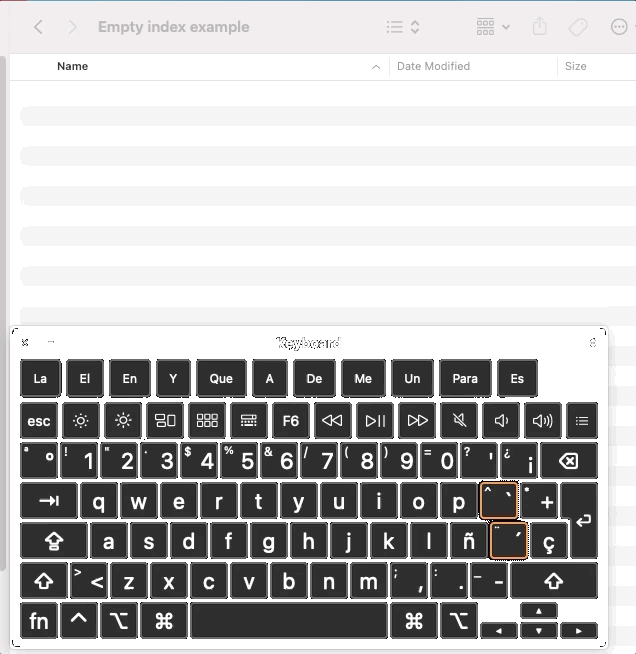 Empty index example
Name Date Modified Size
Keyboard
La El En Y Que A De Me Un Para Es
esc F6
ª º ! 1 " 2 · 3 $ 4 % 5 & 6 / 7 ( 8 ) 9 = 0 ? ' ¿ ¡
q w e r t y u i o p ^ ` * +
a s d f g h j k l ñ ¨ ´ ç
> < z x c v b n m ; , : . _ -
fn